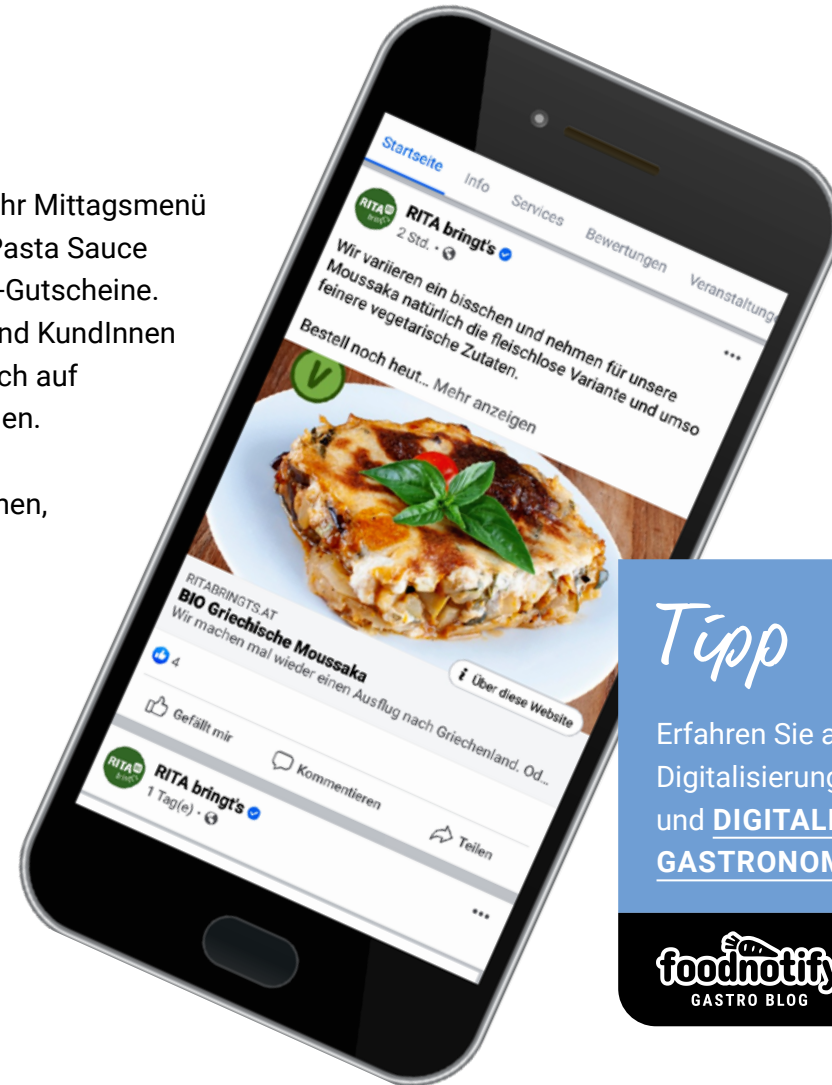 hr Mittagsmenü
Pasta Sauce
-Gutscheine.
nd KundInnen
ch auf
en.
nen,
Startseite Info Services Bewertungen Veranstaltung
RITA bringt's
2 Std.
Wir variieren ein bisschen und nehmen für unsere
Moussaka natürlich die fleischlose Variante und umso
feinere vegetarische Zutaten.
Bestell noch heut... Mehr anzeigen
V
RITABRINGTS.AT
BIO Griechische Moussaka
Wir machen mal wieder einen Ausflug nach Griechenland. Od...
i Über diese Website
4
Gefällt mir Kommentieren Teilen
RITA bringt's
1 Tag(e)
Tipp
Erfahren Sie a
Digitalisierung
und DIGITALI
GASTRONOM
foodnotify
GASTRO BLOG